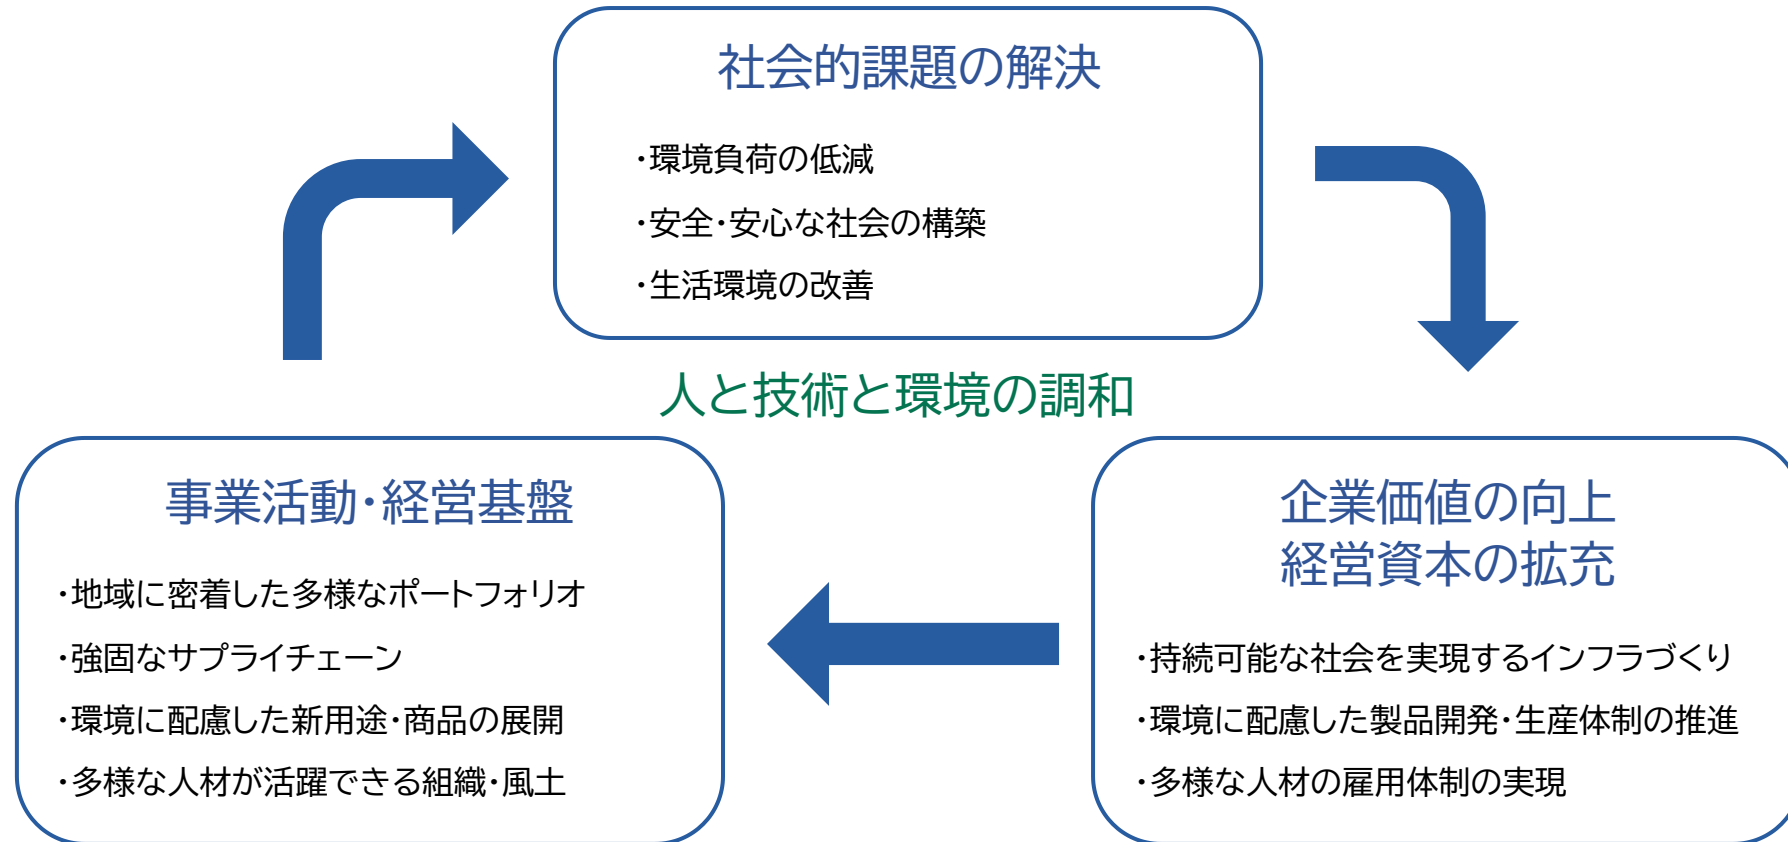 社会的課題の解決
・環境負荷の低減
・安全・安心な社会の構築
・生活環境の改善
人と技術と環境の調和
事業活動・経営基盤
・地域に密着した多様なポートフォリオ
・強固なサプライチェーン
・環境に配慮した新用途・商品の展開
・多様な人材が活躍できる組織・風土
企業価値の向上
経営資本の拡充
・持続可能な社会を実現するインフラづくり
・環境に配慮した製品開発・生産体制の推進
・多様な人材の雇用体制の実現